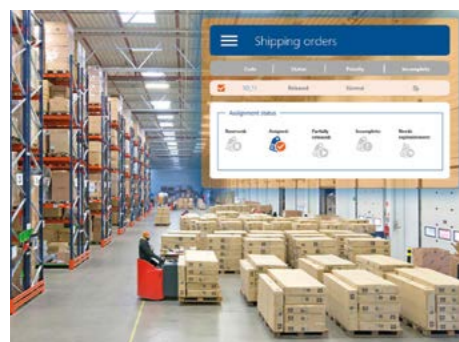 Shipping orders
Code Status Priority Incomplete
Released Normal
Assignment status
Reserved: Assigned: Partially Incomplete: Needs
released: replenishment: